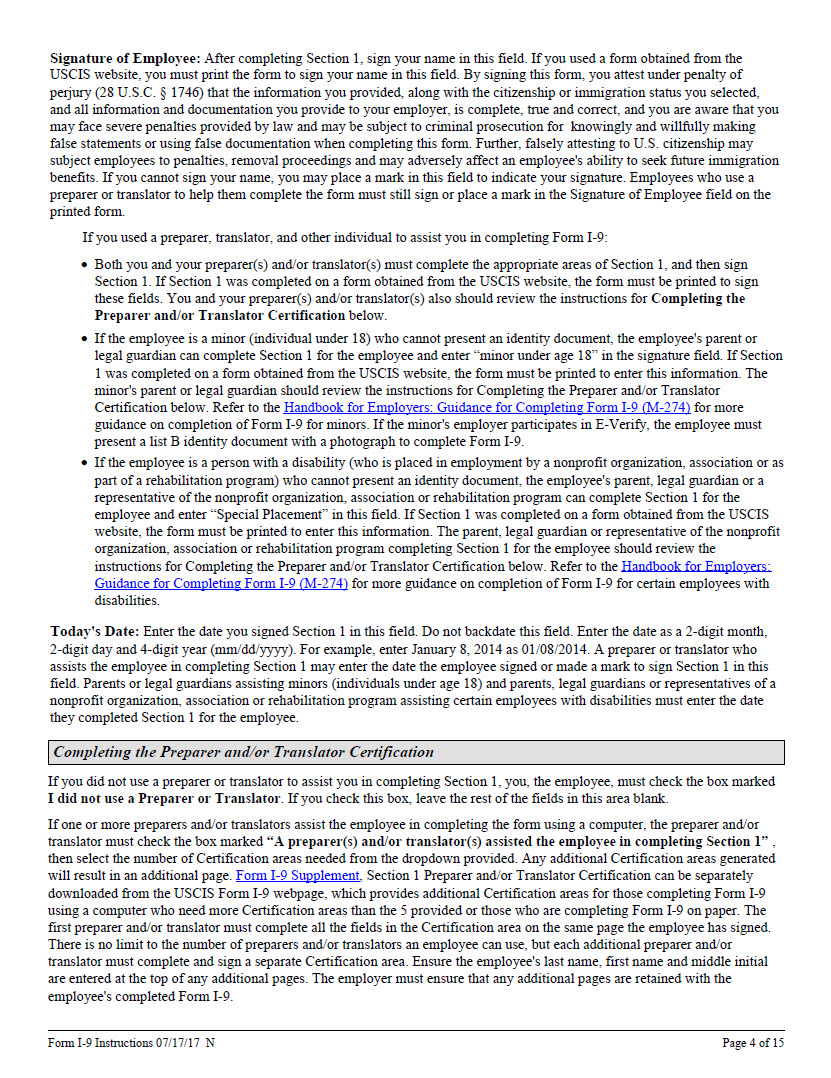 Signature of Employee: After completing Section 1, sign your name in this field. If you used a form obtained from the
USCIS website, you must print the form to sign your name in this field. By signing this form, you attest under penalty of
perjury (28 U.S.C. § 1746) that the information you provided, along with the citizenship or immigration status you selected,
and all information and documentation you provide to your employer, is complete, true and correct, and you are aware that you
may face severe penalties provided by law and may be subject to criminal prosecution for  knowingly and willfully making
false statements or using false documentation when completing this form. Further, falsely attesting to U.S. citizenship may
subject employees to penalties, removal proceedings and may adversely affect an employee's ability to seek future immigration
benefits. If you cannot sign your name, you may place a mark in this field to indicate your signature. Employees who use a
preparer or translator to help them complete the form must still sign or place a mark in the Signature of Employee field on the
printed form.
If you used a preparer, translator, and other individual to assist you in completing Form I-9:
• Both you and your preparer(s) and/or translator(s) must complete the appropriate areas of Section 1, and then sign
Section 1. If Section 1 was completed on a form obtained from the USCIS website, the form must be printed to sign
these fields. You and your preparer(s) and/or translator(s) also should review the instructions for Completing the
Preparer and/or Translator Certification below.
• If the employee is a minor (individual under 18) who cannot present an identity document, the employee's parent or
legal guardian can complete Section 1 for the employee and enter “minor under age 18” in the signature field. If Section
1 was completed on a form obtained from the USCIS website, the form must be printed to enter this information. The
minor's parent or legal guardian should review the instructions for Completing the Preparer and/or Translator
Certification below. Refer to the Handbook for Employers: Guidance for Completing Form I-9 (M-274) for more
guidance on completion of Form I-9 for minors. If the minor's employer participates in E-Verify, the employee must
present a list B identity document with a photograph to complete Form I-9.
• If the employee is a person with a disability (who is placed in employment by a nonprofit organization, association or as
part of a rehabilitation program) who cannot present an identity document, the employee's parent, legal guardian or a
representative of the nonprofit organization, association or rehabilitation program can complete Section 1 for the
employee and enter “Special Placement” in this field. If Section 1 was completed on a form obtained from the USCIS
website, the form must be printed to enter this information. The parent, legal guardian or representative of the nonprofit
organization, association or rehabilitation program completing Section 1 for the employee should review the
instructions for Completing the Preparer and/or Translator Certification below. Refer to the Handbook for Employers:
Guidance for Completing Form I-9 (M-274) for more guidance on completion of Form I-9 for certain employees with
disabilities.
Today's Date: Enter the date you signed Section 1 in this field. Do not backdate this field. Enter the date as a 2-digit month,
2-digit day and 4-digit year (mm/dd/yyyy). For example, enter January 8, 2014 as 01/08/2014. A preparer or translator who
assists the employee in completing Section 1 may enter the date the employee signed or made a mark to sign Section 1 in this
field. Parents or legal guardians assisting minors (individuals under age 18) and parents, legal guardians or representatives of a
nonprofit organization, association or rehabilitation program assisting certain employees with disabilities must enter the date
they completed Section 1 for the employee.
Completing the Preparer and/or Translator Certification
If you did not use a preparer or translator to assist you in completing Section 1, you, the employee, must check the box marked
I did not use a Preparer or Translator. If you check this box, leave the rest of the fields in this area blank.
If one or more preparers and/or translators assist the employee in completing the form using a computer, the preparer and/or
translator must check the box marked “A preparer(s) and/or translator(s) assisted the employee in completing Section 1” ,
then select the number of Certification areas needed from the dropdown provided. Any additional Certification areas generated
will result in an additional page. Form I-9 Supplement, Section 1 Preparer and/or Translator Certification can be separately
downloaded from the USCIS Form I-9 webpage, which provides additional Certification areas for those completing Form I-9
using a computer who need more Certification areas than the 5 provided or those who are completing Form I-9 on paper. The
first preparer and/or translator must complete all the fields in the Certification area on the same page the employee has signed.
There is no limit to the number of preparers and/or translators an employee can use, but each additional preparer and/or
translator must complete and sign a separate Certification area. Ensure the employee's last name, first name and middle initial
are entered at the top of any additional pages. The employer must ensure that any additional pages are retained with the
employee's completed Form I-9.
Form I-9 Instructions 07/17/17  N
Page 4 of 15